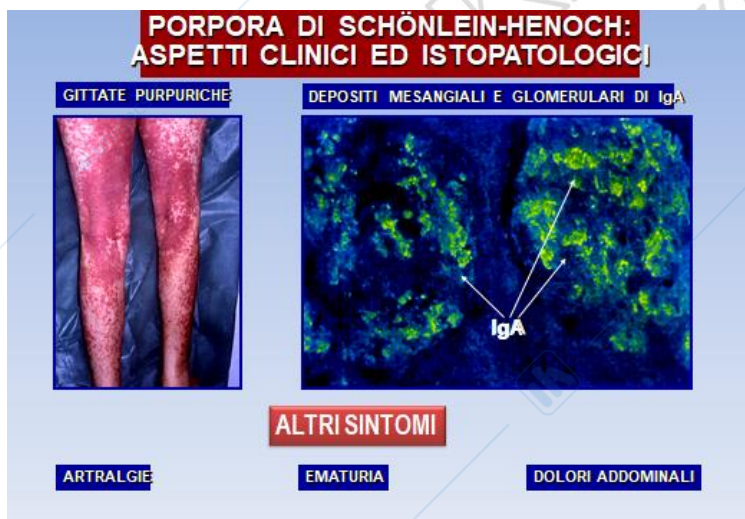 PORPORA DI SCHÖNLEIN-HENOCH:
ASPETTI CLINICI ED ISTOPATOLOGICI
GITTATE PURPURICHE
DEPOSITI MESANGIALI E GLOMERULARI DI IgA
IgA
ALTRI SINTOMI
ARTRALGIE
EMATURIA
DOLORI ADDOMINALI